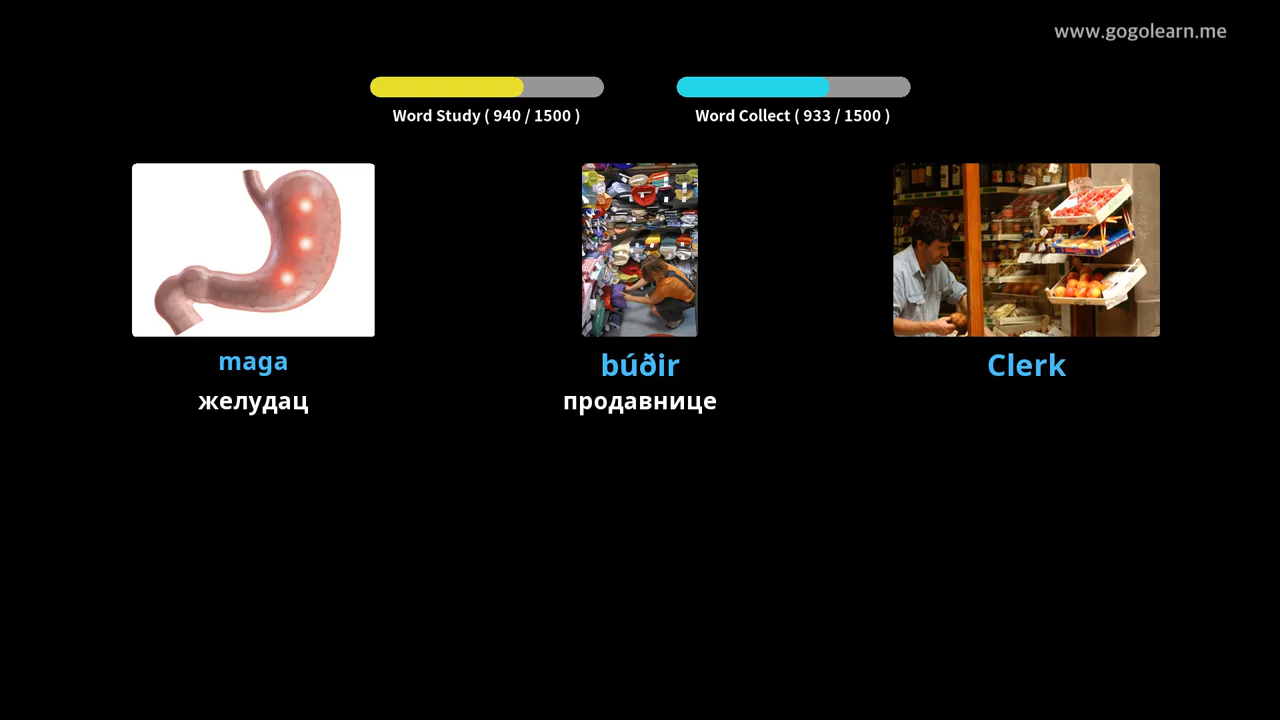 www.gogolearn.me
Word Study ( 940 / 1500 )
Word Collect ( 933 / 1500 )
maga
búðir
Clerk
желудац
продавнице